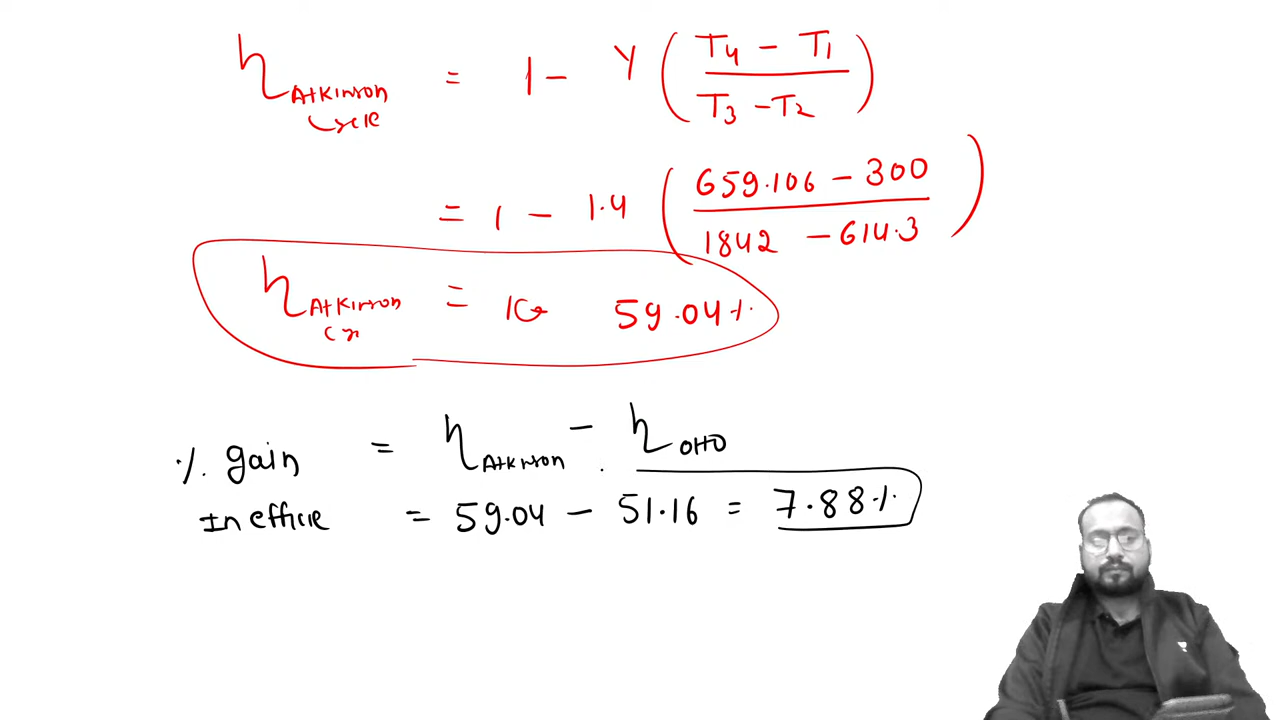 η Atkinson Cycle = 1 - γ ( T4 - T1 / T3 - T2 )
= 1 - 1.4 ( 659.106 - 300 / 1842 - 614.3 )
η Atkinson Cy = 59.04%
% gain = η Atkinson - η OTTO
In efficie = 59.04 - 51.16 = 7.88%